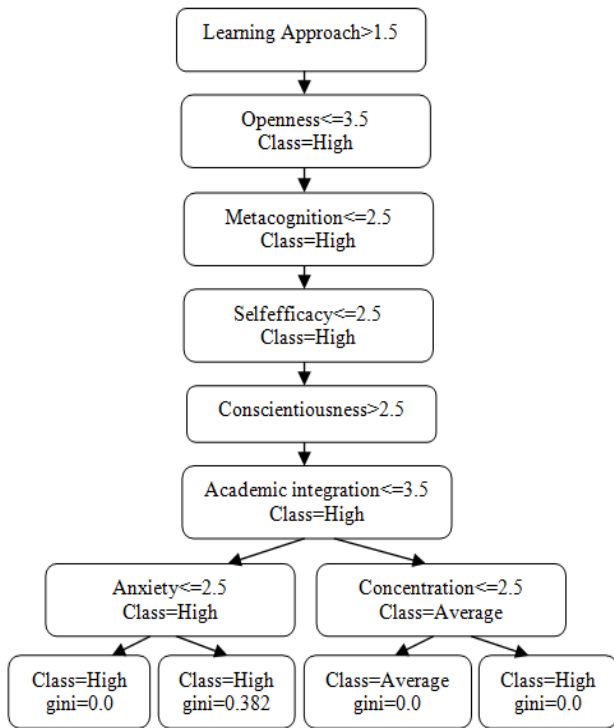 Learning Approach>1.5
Openness<=3.5
Class=High
Metacognition<=2.5
Class=High
Selfefficacy<=2.5
Class=High
Conscientiousness>2.5
Academic integration<=3.5
Class=High
Anxiety<=2.5
Class=High
Concentration<=2.5
Class=Average
Class=High
gini=0.0
Class=High
gini=0.382
Class=Average
gini=0.0
Class=High
gini=0.0